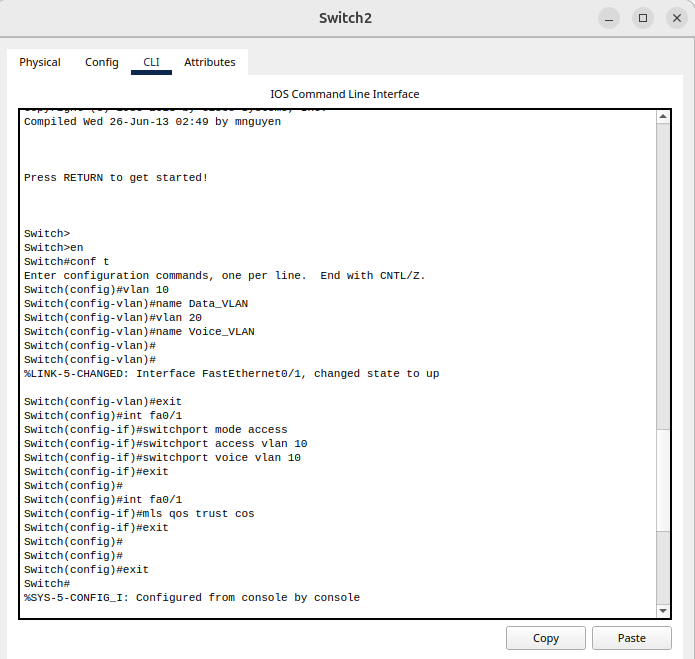 Switch2
Physical Config CLI Attributes
IOS Command Line Interface
Compiled Wed 26-Jun-13 02:49 by mnguyen
Press RETURN to get started!
Switch>
Switch>en
Switch#conf t
Enter configuration commands, one per line.  End with CNTL/Z.
Switch(config)#vlan 10
Switch(config-vlan)#name Data_VLAN
Switch(config-vlan)#vlan 20
Switch(config-vlan)#name Voice_VLAN
Switch(config-vlan)#
Switch(config-vlan)#
%LINK-5-CHANGED: Interface FastEthernet0/1, changed state to up
Switch(config-vlan)#exit
Switch(config)#int fa0/1
Switch(config-if)#switchport mode access
Switch(config-if)#switchport access vlan 10
Switch(config-if)#switchport voice vlan 10
Switch(config-if)#exit
Switch(config)#
Switch(config)#int fa0/1
Switch(config-if)#mls qos trust cos
Switch(config-if)#exit
Switch(config)#
Switch(config)#
Switch(config)#exit
Switch#
%SYS-5-CONFIG_I: Configured from console by console
Copy Paste